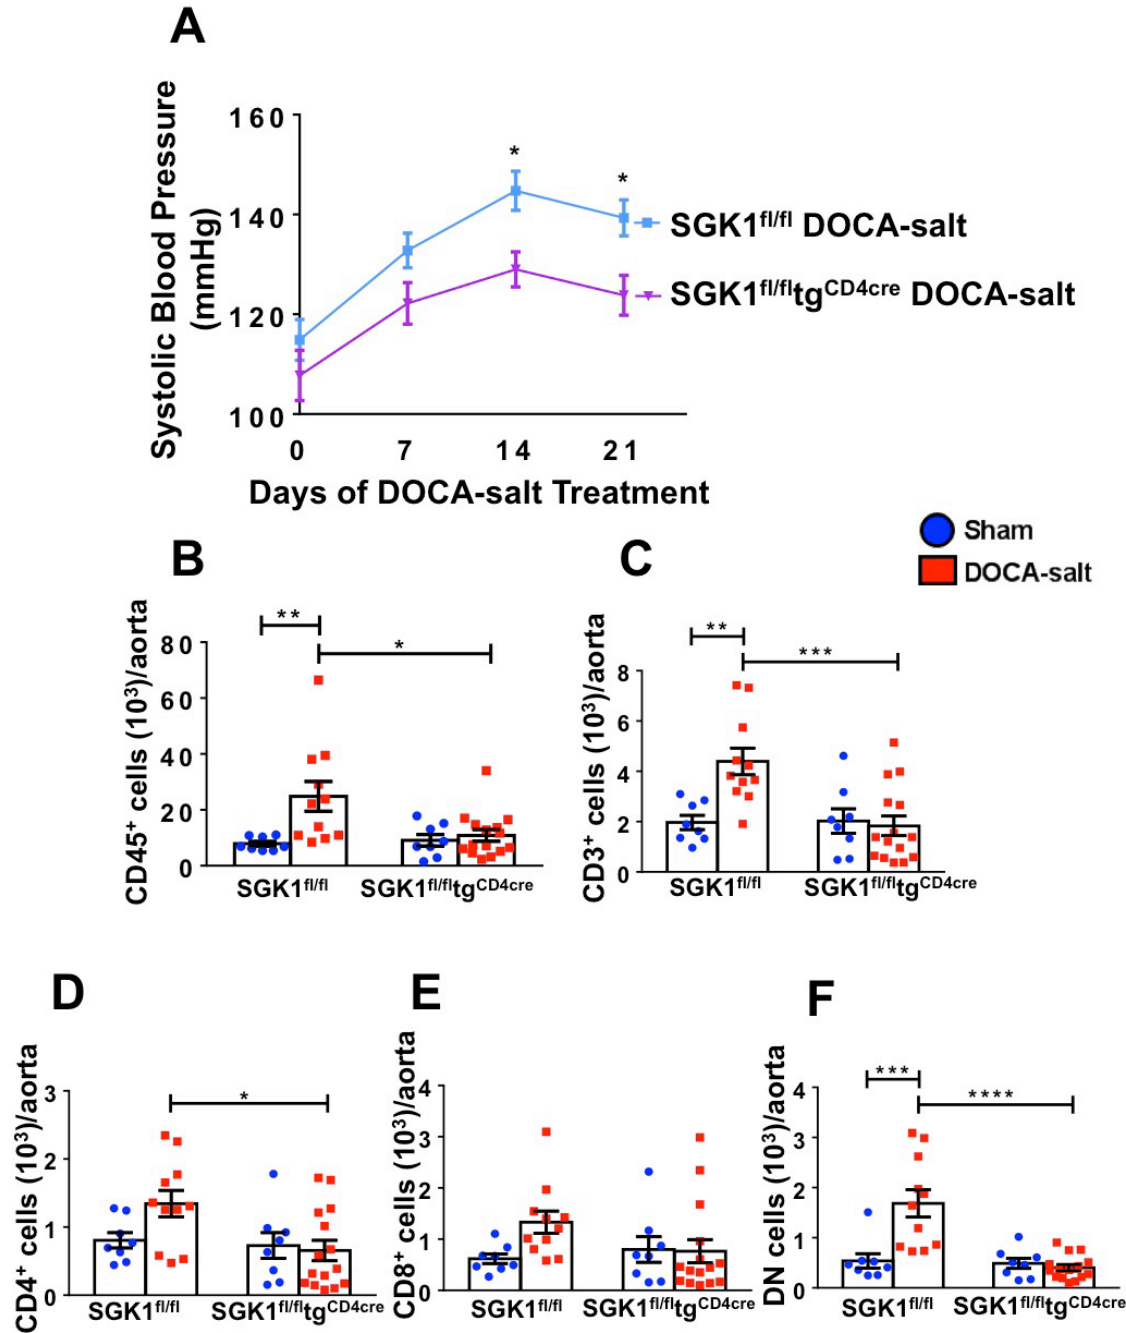 A
Systolic Blood Pressure
(mmHg)
160
140
120
100
*
*
SGK1fl/fl DOCA-salt
SGK1fl/fltgCD4cre DOCA-salt
0 7 14 21
Days of DOCA-salt Treatment
Sham
DOCA-salt
B
CD45+ cells (103)/aorta
80
60
40
20
0
**
*
SGK1fl/fl SGK1fl/fltgCD4cre
C
CD3+ cells (103)/aorta
8
6
4
2
0
**
***
SGK1fl/fl SGK1fl/fltgCD4cre
D
CD4+ cells (103)/aorta
3
2
1
0
*
SGK1fl/fl SGK1fl/fltgCD4cre
E
CD8+ cells (103)/aorta
4
3
2
1
0
SGK1fl/fl SGK1fl/fltgCD4cre
F
DN cells (103)/aorta
4
3
2
1
0
***
****
SGK1fl/fl SGK1fl/fltgCD4cre